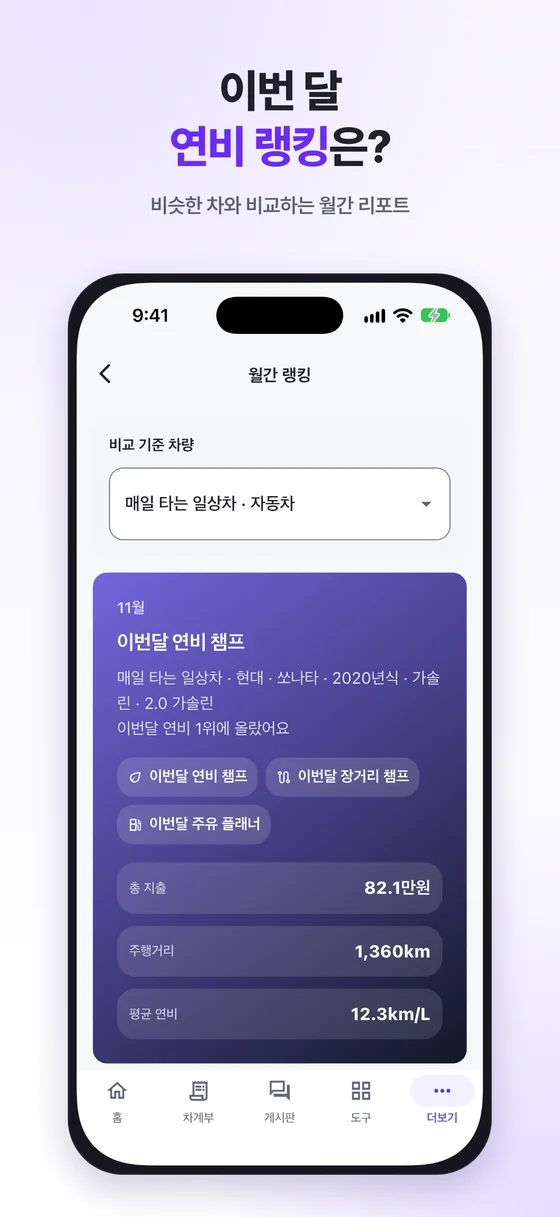 이번 달
연비 랭킹은?
비슷한 차와 비교하는 월간 리포트
9:41
월간 랭킹
비교 기준 차량
매일 타는 일상차 · 자동차
11월
이번달 연비 챔프
매일 타는 일상차 · 현대 · 쏘나타 · 2020년식 · 가솔
린 · 2.0 가솔린
이번달 연비 1위에 올랐어요
이번달 연비 챔프 이번달 장거리 챔프
이번달 주유 플래너
총 지출 82.1만원
주행거리 1,360km
평균 연비 12.3km/L
홈 차계부 게시판 도구 더보기